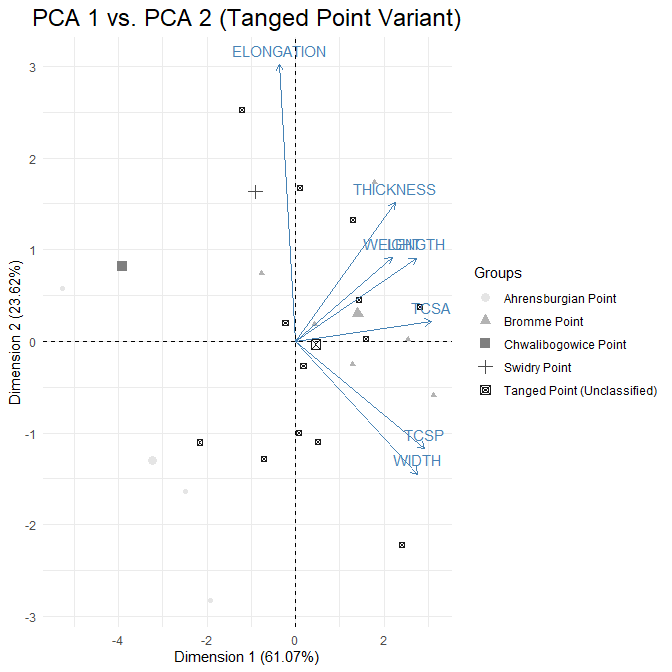 PCA 1 vs. PCA 2 (Tanged Point Variant)
ELONGATION
THICKNESS
WEIGHT
LENGTH
TCSA
TCSP
WIDTH
3
2
1
0
-1
-2
-3
Dimension 2 (23.62%)
-4
-2
0
2
Dimension 1 (61.07%)
Groups
Ahrensburgian Point
Bromme Point
Chwalibogowice Point
Swidry Point
Tanged Point (Unclassified)